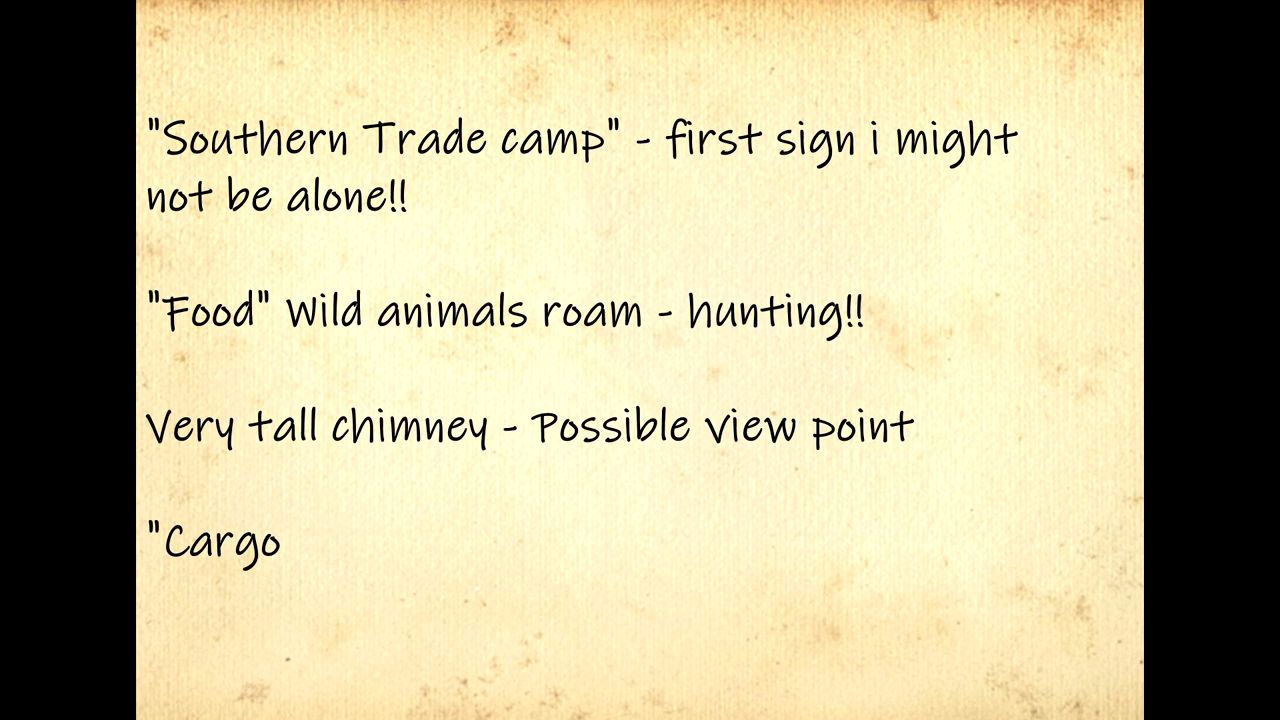 "Southern Trade camp" - first sign i might
not be alone!!
"Food" Wild animals roam - hunting!!
Very tall chimney - Possible view point
"Cargo